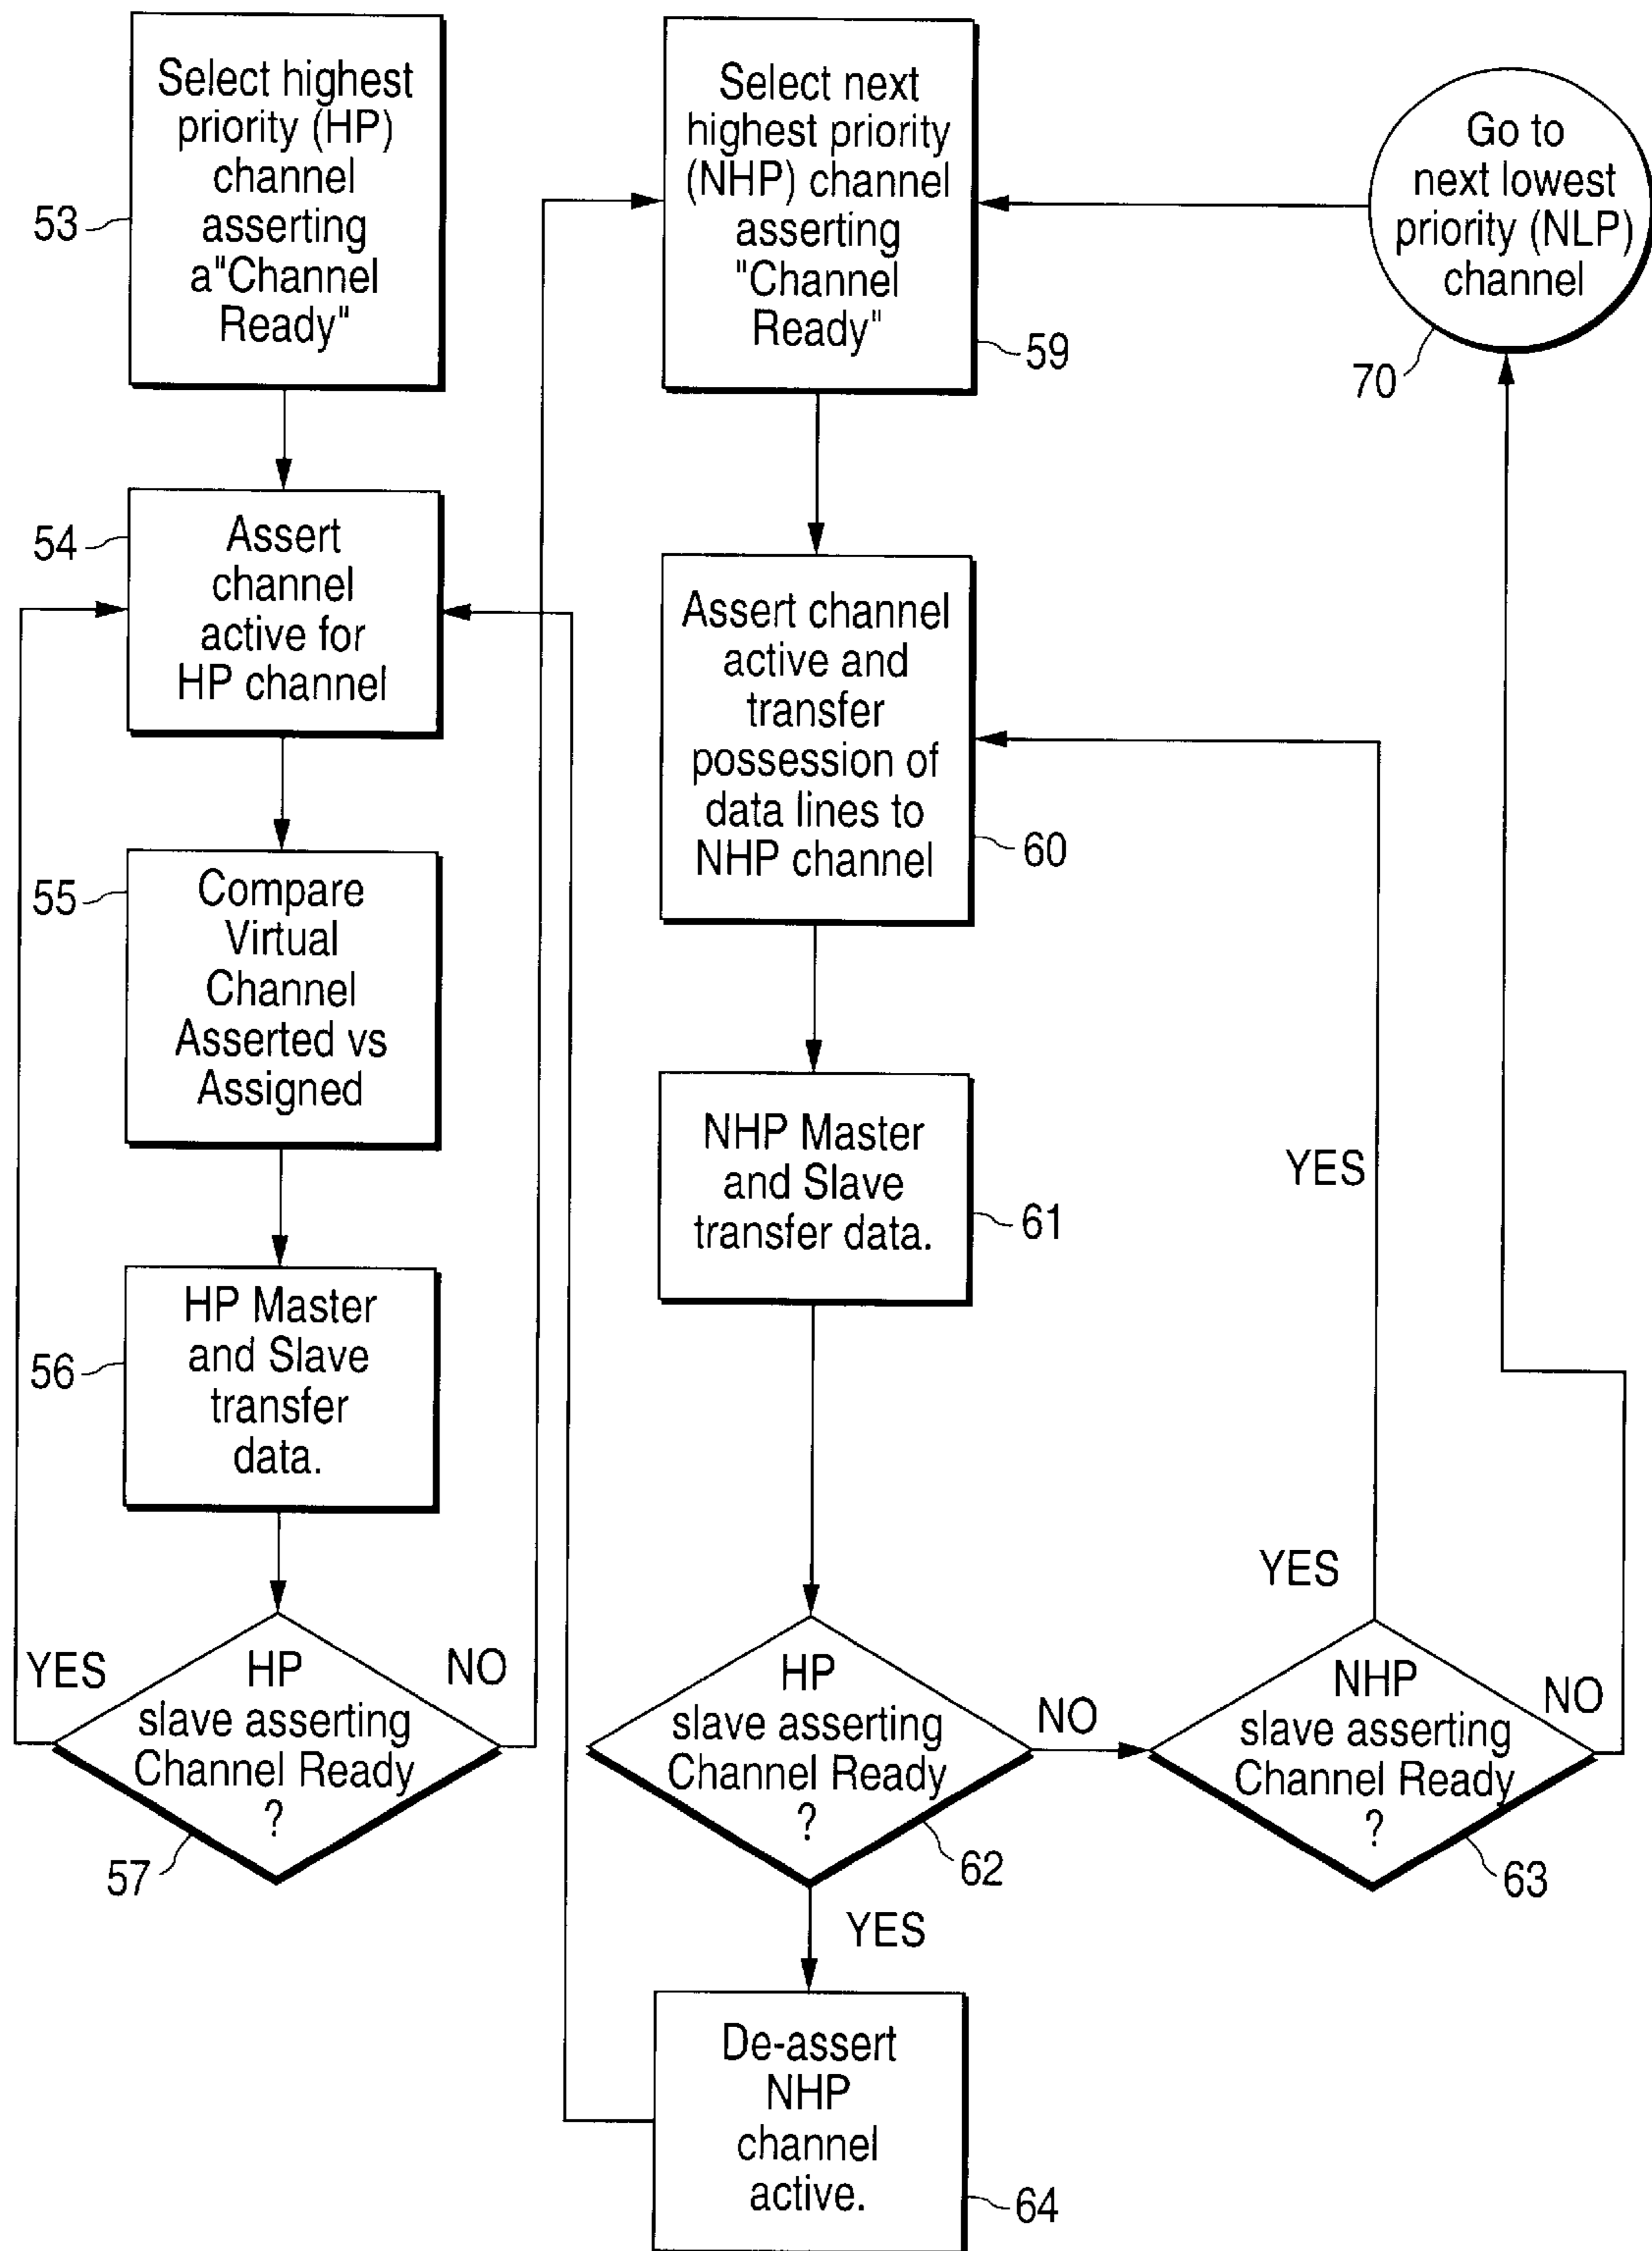 Select highest
priority (HP)
channel
asserting
a"Channel
Ready"
53
Assert
channel
active for
HP channel
54
Compare
Virtual
Channel
Asserted vs
Assigned
55
HP Master
and Slave
transfer
data.
56
YES
HP
slave asserting
Channel Ready
?
NO
57
Select next
highest priority
(NHP) channel
asserting
"Channel
Ready"
59
Assert channel
active and
transfer
possession of
data lines to
NHP channel
60
NHP Master
and Slave
transfer data.
61
HP
slave asserting
Channel Ready
?
NO
62
YES
De-assert
NHP
channel
active.
64
Go to
next lowest
priority (NLP)
channel
70
YES
YES
NHP
slave asserting
Channel Ready
?
NO
63